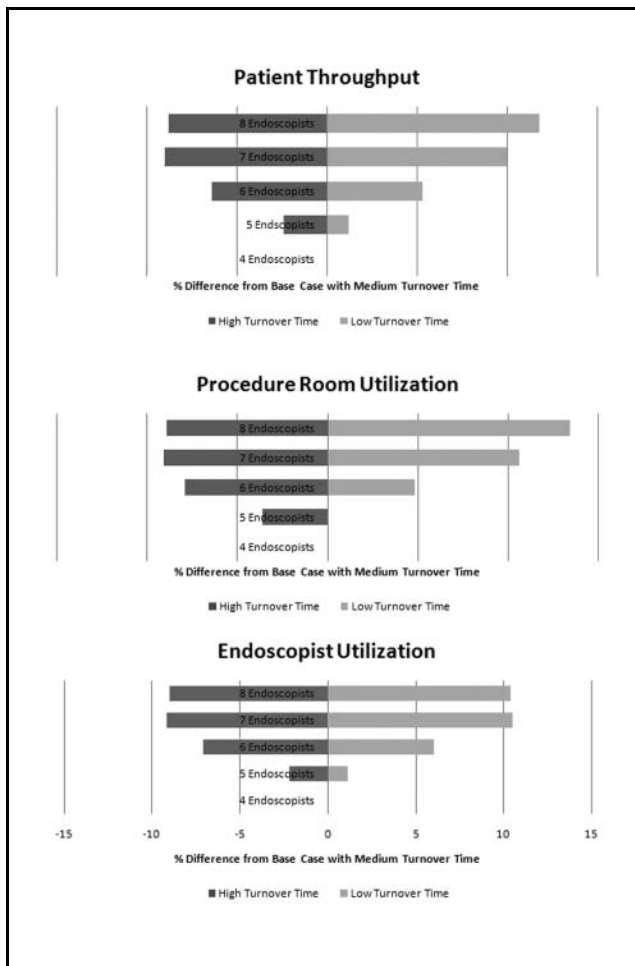 Patient Throughput
8 Endoscopists
7 Endoscopists
6 Endoscopists
5 Endscopists
4 Endoscopists
% Difference from Base Case with Medium Turnover Time
High Turnover Time Low Turnover Time
Procedure Room Utilization
8 Endoscopists
7 Endoscopists
6 Endoscopists
5 Endoscopists
4 Endoscopists
% Difference from Base Case with Medium Turnover Time
High Turnover Time Low Turnover Time
Endoscopist Utilization
8 Endoscopists
7 Endoscopists
6 Endoscopists
5 Endoscopists
4 Endoscopists
-15 -10 -5 0 5 10 15
% Difference from Base Case with Medium Turnover Time
High Turnover Time Low Turnover Time